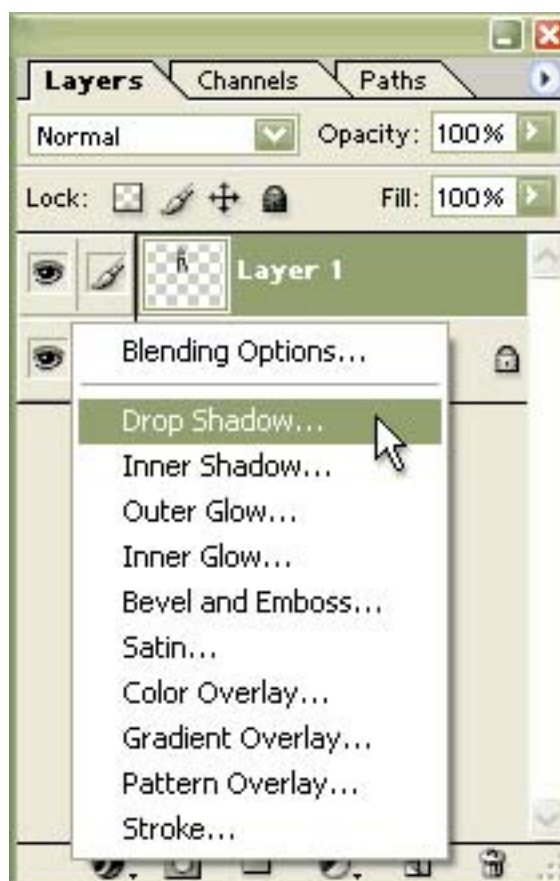 Layers Channels Paths
Normal Opacity: 100%
Lock: Fill: 100%
Layer 1
Blending Options...
Drop Shadow...
Inner Shadow...
Outer Glow...
Inner Glow...
Bevel and Emboss...
Satin...
Color Overlay...
Gradient Overlay...
Pattern Overlay...
Stroke...